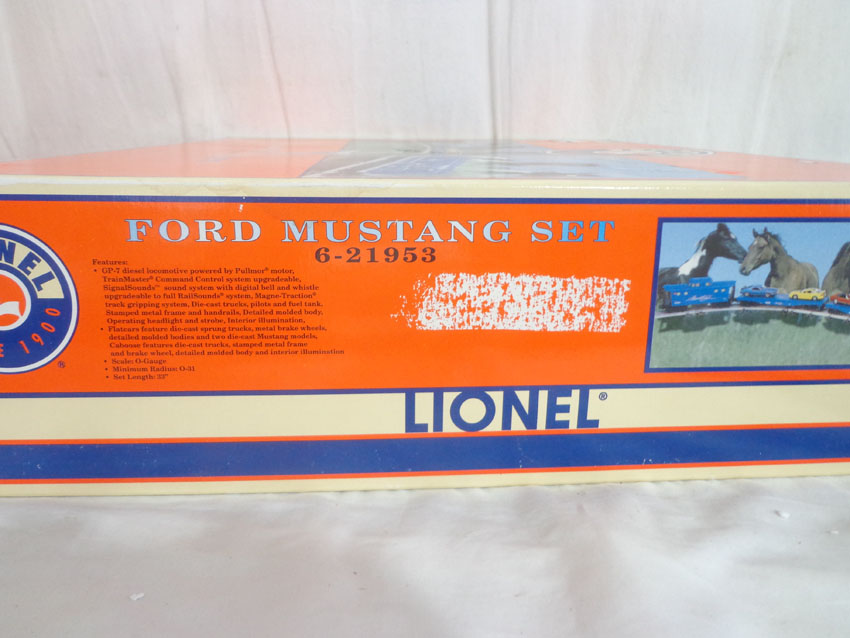 FORD MUSTANG SET
6-21953
Features:
• GP-7 diesel locomotive powered by Pullmor® motor,
TrainMaster® Command Control system upgradeable,
SignalSounds™ sound system with digital bell and whistle
upgradeable to full RailSounds® system, Magne-Traction®
track gripping system. Die-cast trucks, pilots and fuel tank.
Stamped metal frame and handrails, Detailed molded body,
Operating headlight and strobe, Interior illumination.
• Flatcars feature die-cast sprung trucks, metal brake wheels,
detailed molded bodies and two die-cast Mustang models,
Caboose features die-cast trucks, stamped metal frame
and brake wheel, detailed molded body and interior illumination
• Scale: O-Gauge
• Minimum Radius: O-31
• Set Length: 33"
NEL
E 1900
®
LIONEL®